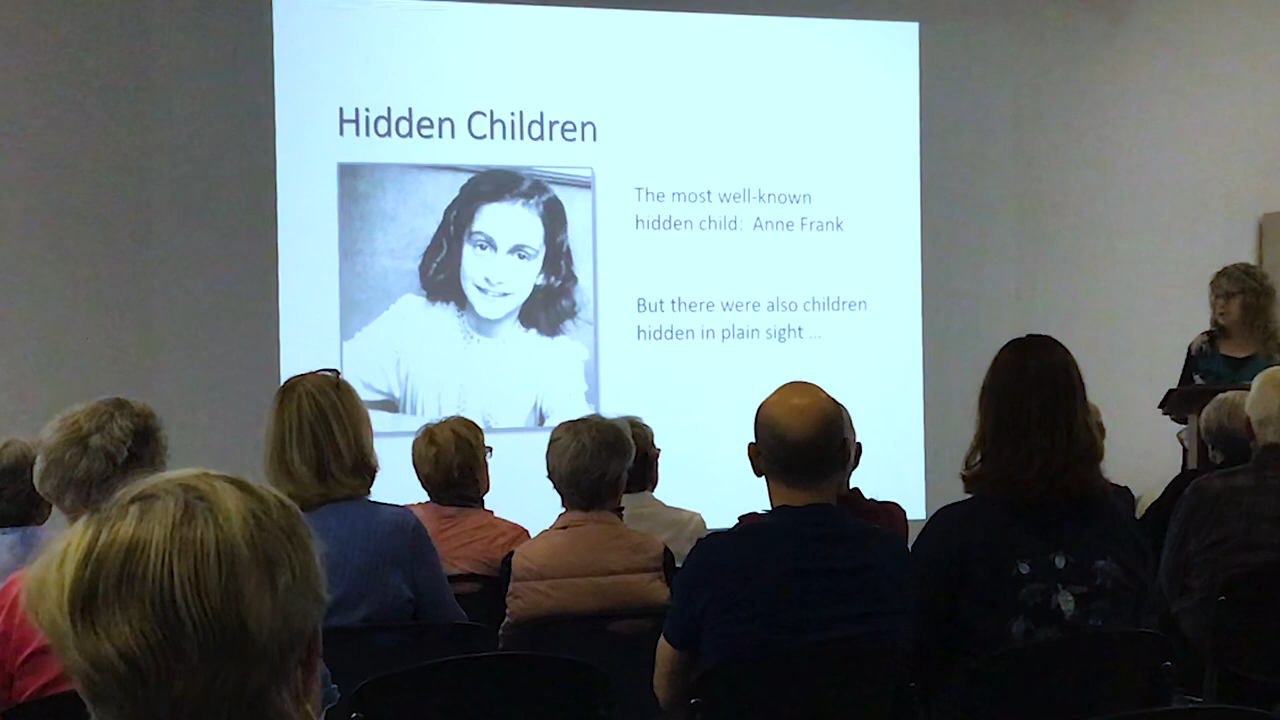 Hidden Children
The most well-known
hidden child: Anne Frank
But there were also children
hidden in plain sight ...